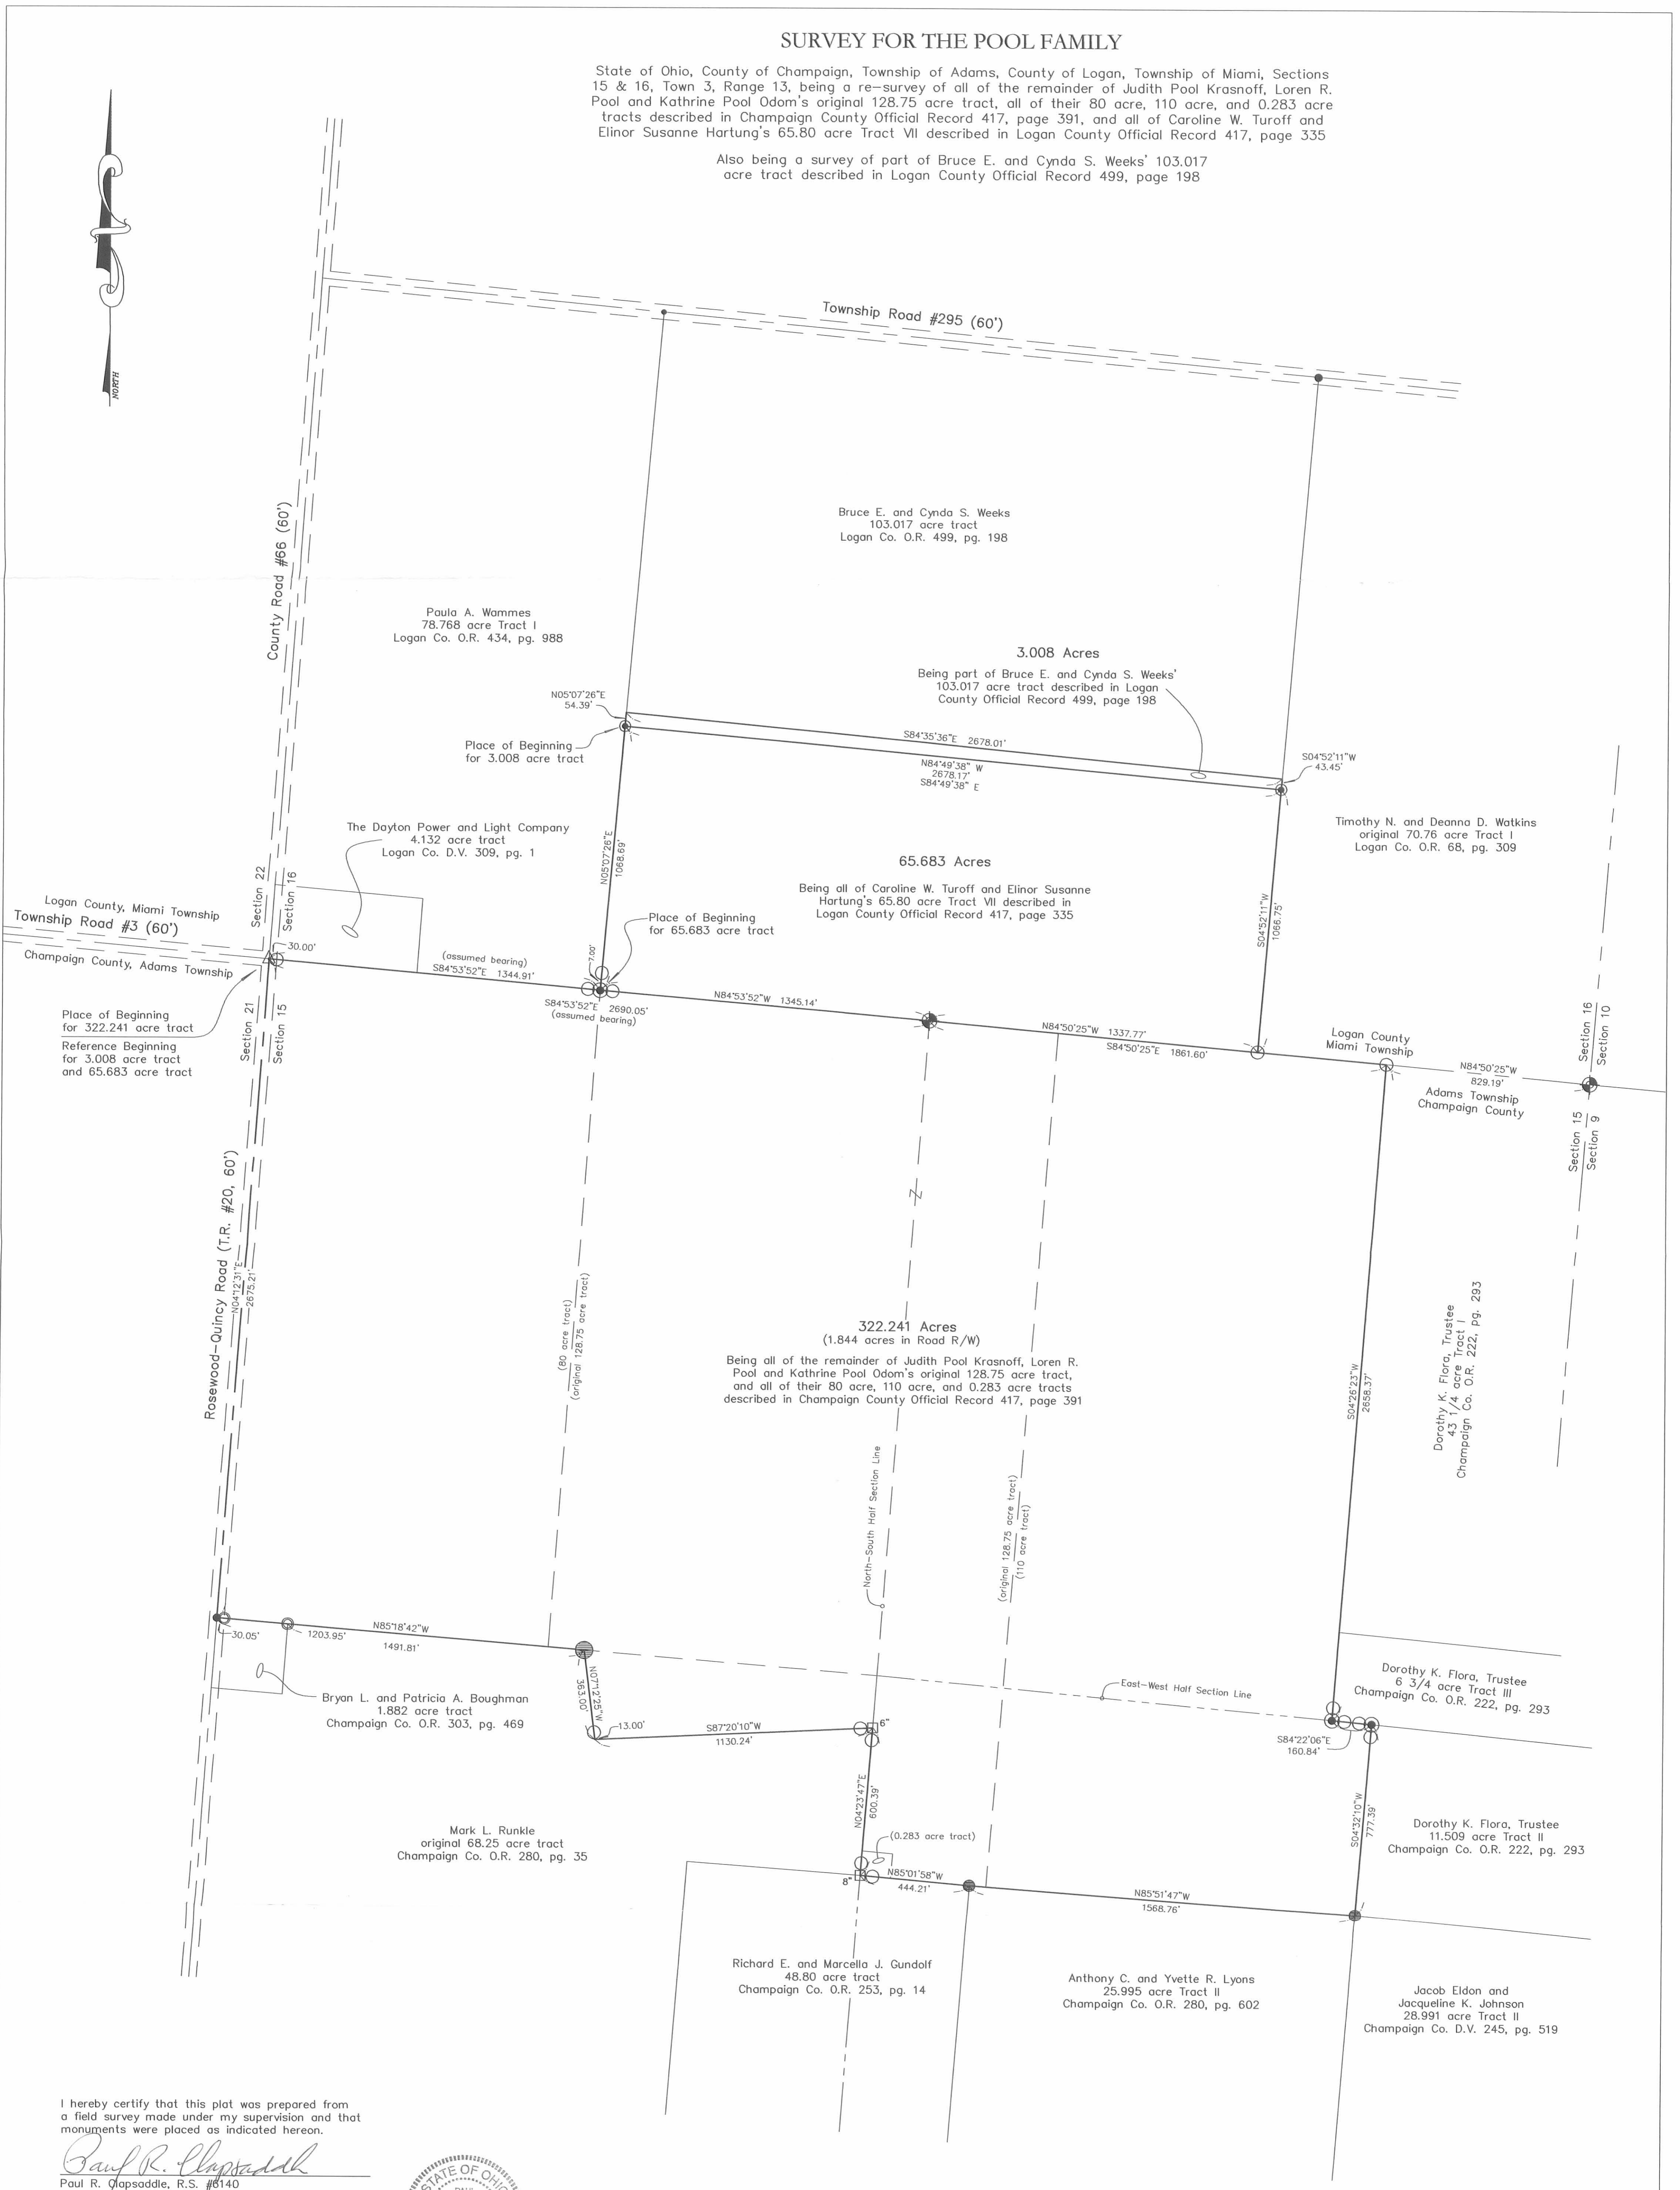 SURVEY FOR THE POOL FAMILY
State of Ohio, County of Champaign, Township of Adams, County of Logan, Township of Miami, Sections
15 & 16, Town 3, Range 13, being a re-survey of all of the remainder of Judith Pool Krasnoff, Loren R.
Pool and Kathrine Pool Odom's original 128.75 acre tract, all of their 80 acre, 110 acre, and 0.283 acre
tracts described in Champaign County Official Record 417, page 391, and all of Caroline W. Turoff and
Elinor Susanne Hartung's 65.80 acre Tract VII described in Logan County Official Record 417, page 335
Also being a survey of part of Bruce E. and Cynda S. Weeks' 103.017
acre tract described in Logan County Official Record 499, page 198
NORTH
Township Road #295 (60')
County Road #66 (60')
Bruce E. and Cynda S. Weeks
103.017 acre tract
Logan Co. O.R. 499, pg. 198
Paula A. Wammes
78.768 acre Tract I
Logan Co. O.R. 434, pg. 988
3.008 Acres
Being part of Bruce E. and Cynda S. Weeks'
103.017 acre tract described in Logan
County Official Record 499, page 198
N05°07'26"E
54.39'
Place of Beginning
for 3.008 acre tract
S84°35'36"E 2678.01'
N84°49'38" W
2678.17'
S84°49'38" E
S04°52'11"W
43.45'
Timothy N. and Deanna D. Watkins
original 70.76 acre Tract I
Logan Co. O.R. 68, pg. 309
The Dayton Power and Light Company
4.132 acre tract
Logan Co. D.V. 309, pg. 1
N05°07'26"E
1068.69'
65.683 Acres
Being all of Caroline W. Turoff and Elinor Susanne
Hartung's 65.80 acre Tract VII described in
Logan County Official Record 417, page 335
S04°52'11"W
1066.75'
Section 22
Section 16
Logan County, Miami Township
Township Road #3 (60')
Champaign County, Adams Township
30.00'
(assumed bearing)
S84°53'52"E 1344.91'
7.00'
Place of Beginning
for 65.683 acre tract
S84°53'52"E 2690.05'
(assumed bearing)
N84°53'52"W 1345.14'
N84°50'25"W 1337.77'
S84°50'25"E 1861.60'
Logan County
Miami Township
N84°50'25"W
829.19'
Adams Township
Champaign County
Section 16
Section 10
Section 15
Section 9
Place of Beginning
for 322.241 acre tract
Reference Beginning
for 3.008 acre tract
and 65.683 acre tract
Section 21
Section 15
Rosewood-Quincy Road (T.R. #20, 60')
N04°12'31"E
2675.21'
(80 acre tract)
(original 128.75 acre tract)
322.241 Acres
(1.844 acres in Road R/W)
Being all of the remainder of Judith Pool Krasnoff, Loren R.
Pool and Kathrine Pool Odom's original 128.75 acre tract,
and all of their 80 acre, 110 acre, and 0.283 acre tracts
described in Champaign County Official Record 417, page 391
North-South Half Section Line
(original 128.75 acre tract)
(110 acre tract)
S04°26'23"W
2658.37'
Dorothy K. Flora, Trustee
43 1/4 acre Tract I
Champaign Co. O.R. 222, pg. 293
30.05'
1203.95'
N85°18'42"W
1491.81'
Bryan L. and Patricia A. Boughman
1.882 acre tract
Champaign Co. O.R. 303, pg. 469
N07°12'25"W
363.00'
13.00'
S87°20'10"W
1130.24'
6"
East-West Half Section Line
Dorothy K. Flora, Trustee
6 3/4 acre Tract III
Champaign Co. O.R. 222, pg. 293
S84°22'06"E
160.84'
N04°23'47"E
600.39'
(0.283 acre tract)
8"
N85°01'58"W
444.21'
N85°51'47"W
1568.76'
S04°32'10"W
777.39'
Dorothy K. Flora, Trustee
11.509 acre Tract II
Champaign Co. O.R. 222, pg. 293
Mark L. Runkle
original 68.25 acre tract
Champaign Co. O.R. 280, pg. 35
Richard E. and Marcella J. Gundolf
48.80 acre tract
Champaign Co. O.R. 253, pg. 14
Anthony C. and Yvette R. Lyons
25.995 acre Tract II
Champaign Co. O.R. 280, pg. 602
Jacob Eldon and
Jacqueline K. Johnson
28.991 acre Tract II
Champaign Co. D.V. 245, pg. 519
I hereby certify that this plat was prepared from
a field survey made under my supervision and that
monuments were placed as indicated hereon.
Paul R. Clapsaddle
Paul R. Clapsaddle, R.S. #6140
STATE OF OHIO